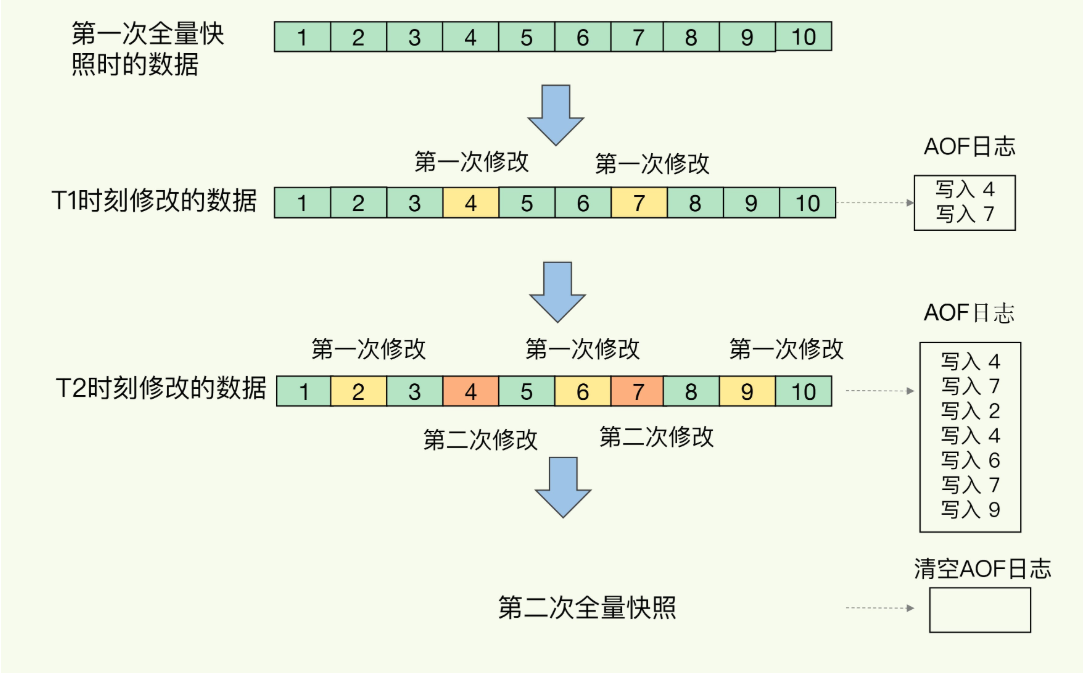 第一次全量快
照时的数据
1 2 3 4 5 6 7 8 9 10
第一次修改 第一次修改
AOF日志
T1时刻修改的数据
1 2 3 4 5 6 7 8 9 10
写入 4
写入 7
AOF日志
第一次修改 第一次修改 第一次修改
T2时刻修改的数据
1 2 3 4 5 6 7 8 9 10
第二次修改 第二次修改
写入 4
写入 7
写入 2
写入 4
写入 6
写入 7
写入 9
清空AOF日志
第二次全量快照